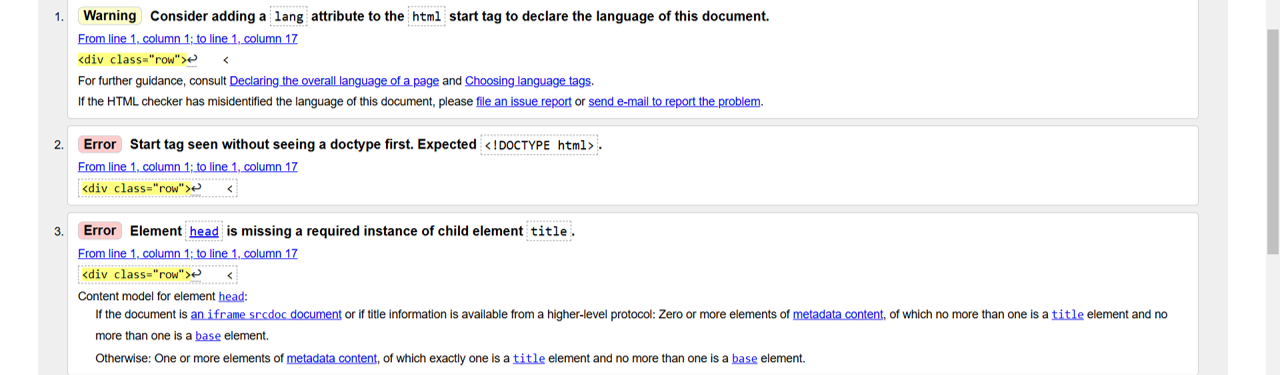 1. Warning Consider adding a lang attribute to the html start tag to declare the language of this document.
From line 1, column 1; to line 1, column 17
<div class="row">↩ <
For further guidance, consult Declaring the overall language of a page and Choosing language tags.
If the HTML checker has misidentified the language of this document, please file an issue report or send e-mail to report the problem.
2. Error Start tag seen without seeing a doctype first. Expected <!DOCTYPE html>.
From line 1, column 1; to line 1, column 17
<div class="row">↩ <
3. Error Element head is missing a required instance of child element title.
From line 1, column 1; to line 1, column 17
<div class="row">↩ <
Content model for element head:
If the document is an iframe srcdoc document or if title information is available from a higher-level protocol: Zero or more elements of metadata content, of which no more than one is a title element and no
more than one is a base element.
Otherwise: One or more elements of metadata content, of which exactly one is a title element and no more than one is a base element.